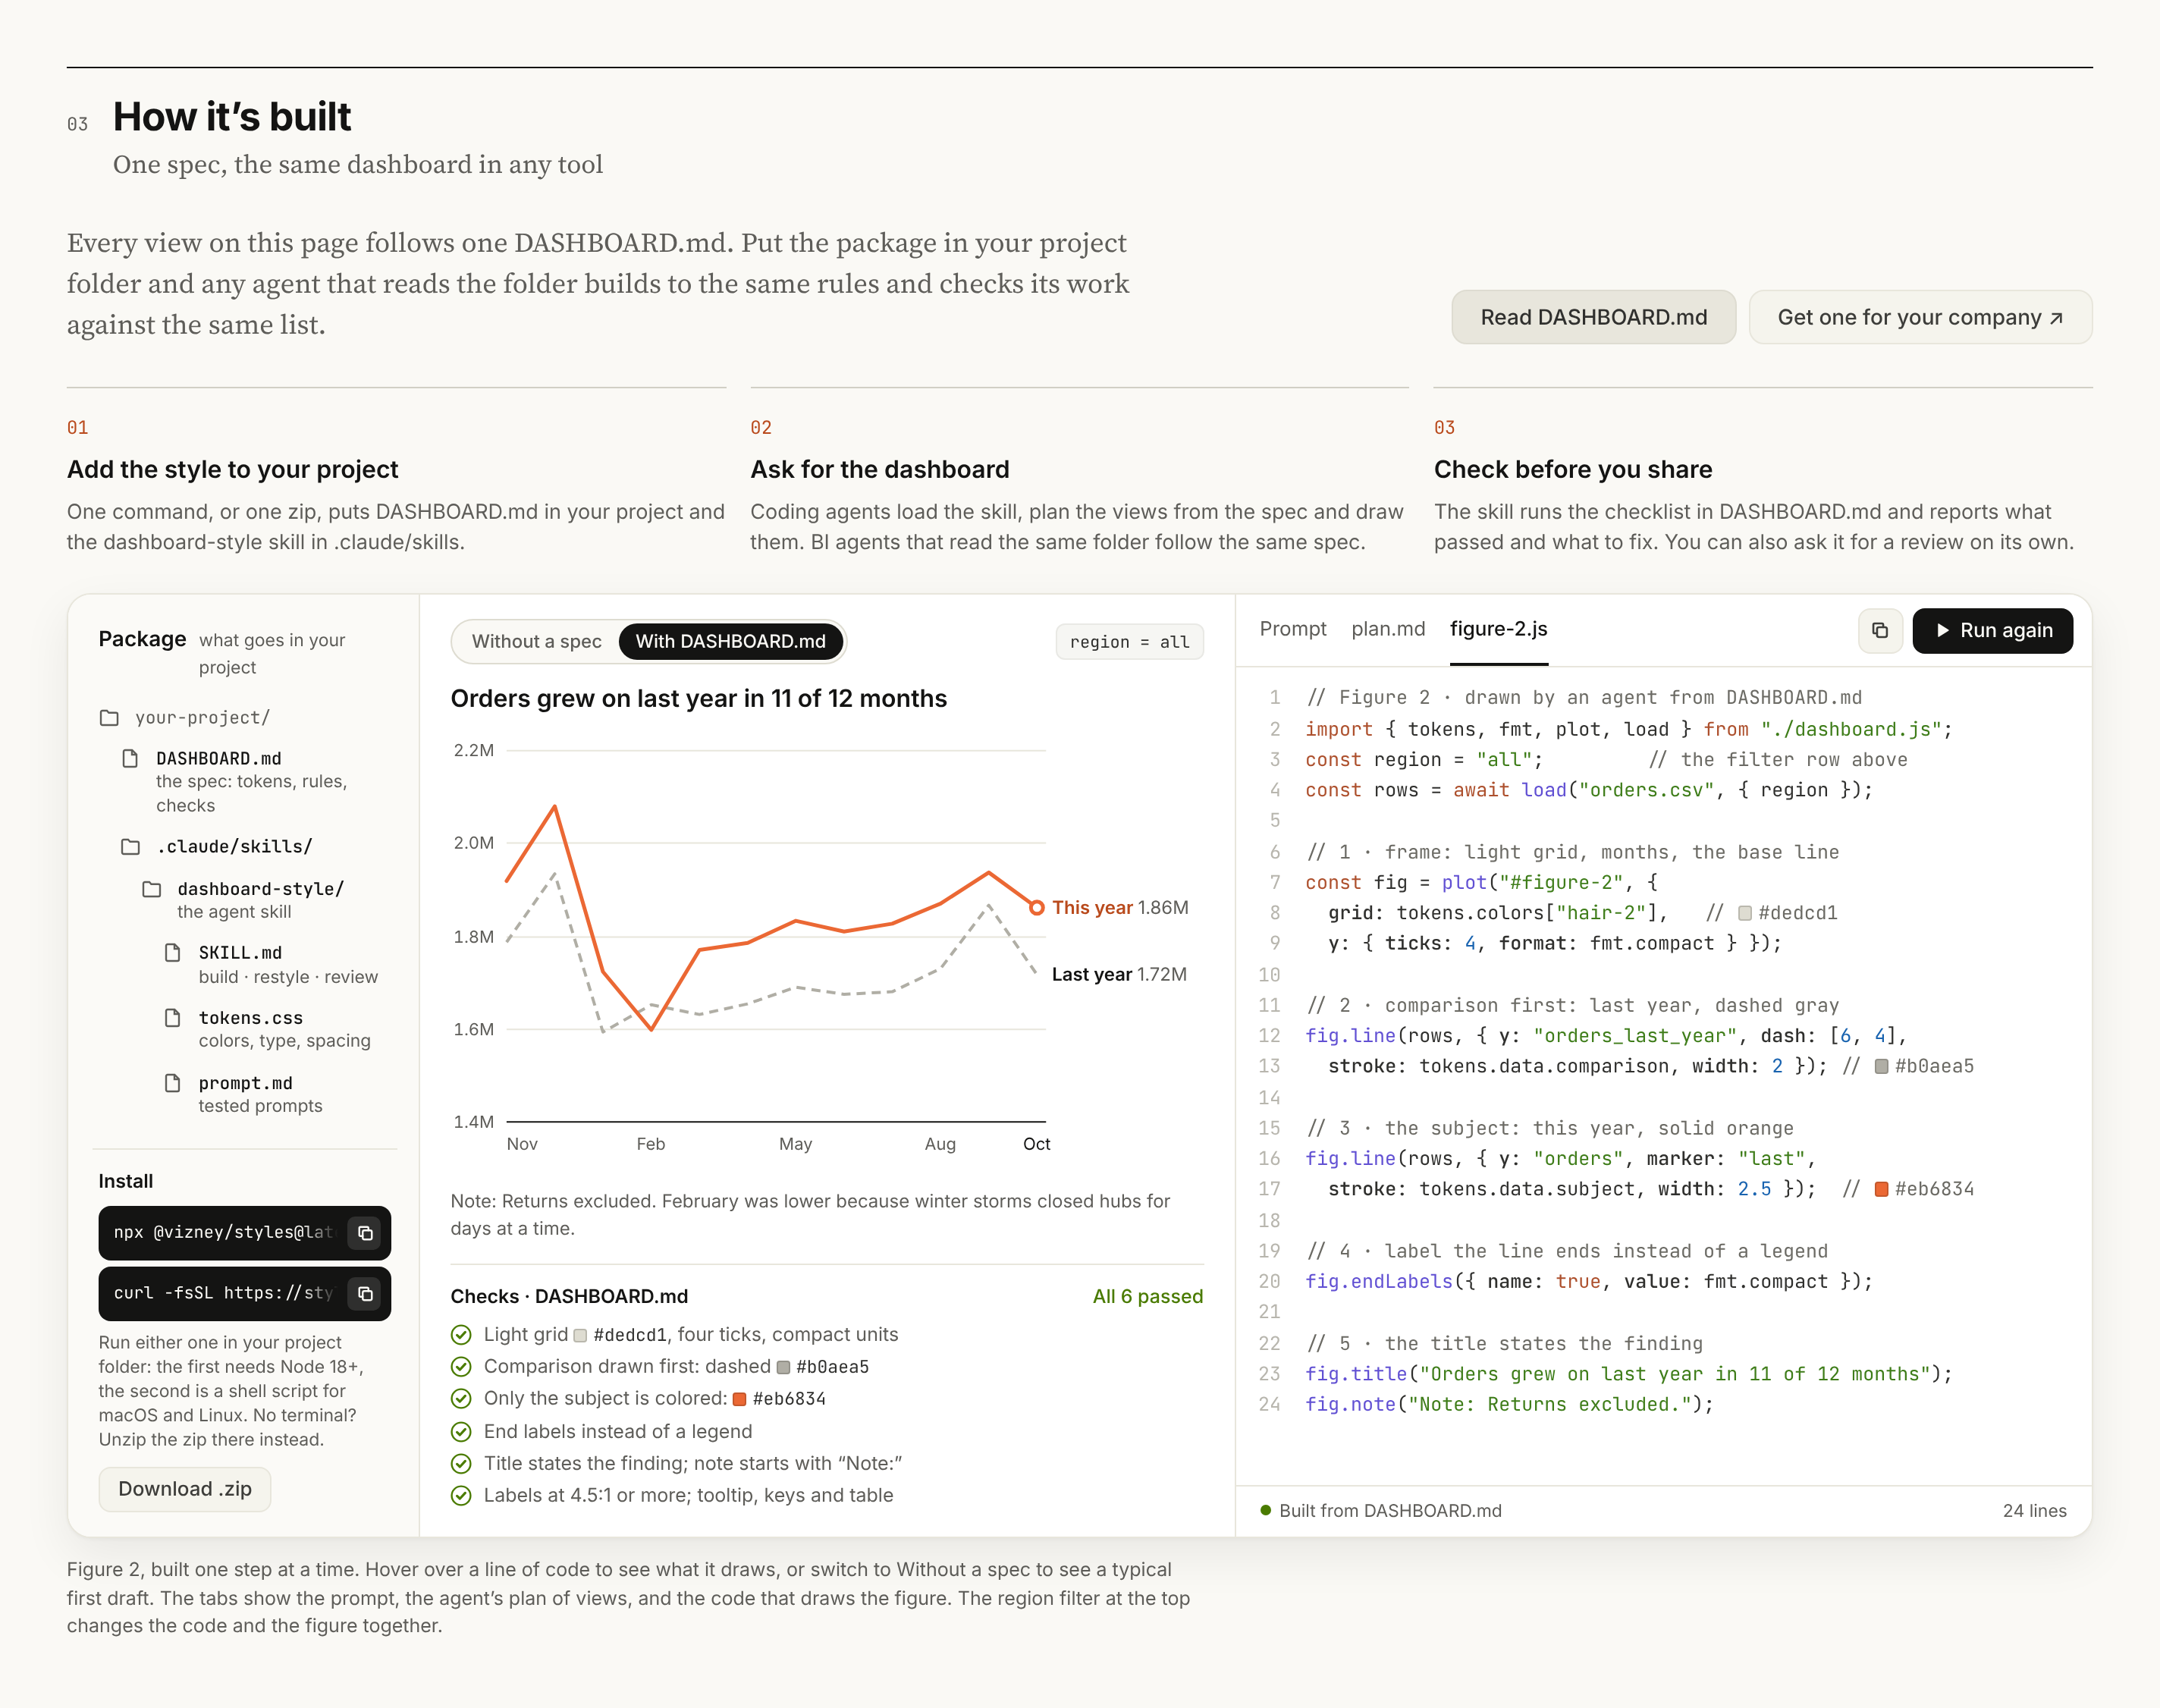 03 How it’s built
One spec, the same dashboard in any tool
Every view on this page follows one DASHBOARD.md. Put the package in your project
folder and any agent that reads the folder builds to the same rules and checks its work
against the same list.
Read DASHBOARD.md
Get one for your company ↗
01
Add the style to your project
One command, or one zip, puts DASHBOARD.md in your project and
the dashboard-style skill in .claude/skills.
02
Ask for the dashboard
Coding agents load the skill, plan the views from the spec and draw
them. BI agents that read the same folder follow the same spec.
03
Check before you share
The skill runs the checklist in DASHBOARD.md and reports what
passed and what to fix. You can also ask it for a review on its own.
Package what goes in your
project
your-project/
DASHBOARD.md
the spec: tokens, rules,
checks
.claude/skills/
dashboard-style/
the agent skill
SKILL.md
build · restyle · review
tokens.css
colors, type, spacing
prompt.md
tested prompts
Install
npx @vizney/styles@lat
curl -fsSL https://sty
Run either one in your project
folder: the first needs Node 18+,
the second is a shell script for
macOS and Linux. No terminal?
Unzip the zip there instead.
Download .zip
Without a spec With DASHBOARD.md
region = all
Orders grew on last year in 11 of 12 months
2.2M
2.0M
1.8M
1.6M
1.4M
This year 1.86M
Last year 1.72M
Nov Feb May Aug Oct
Note: Returns excluded. February was lower because winter storms closed hubs for
days at a time.
Checks · DASHBOARD.md All 6 passed
Light grid #dedcd1, four ticks, compact units
Comparison drawn first: dashed #b0aea5
Only the subject is colored: #eb6834
End labels instead of a legend
Title states the finding; note starts with “Note:”
Labels at 4.5:1 or more; tooltip, keys and table
Prompt plan.md figure-2.js
Run again
1 // Figure 2 · drawn by an agent from DASHBOARD.md
2 import { tokens, fmt, plot, load } from "./dashboard.js";
3 const region = "all"; // the filter row above
4 const rows = await load("orders.csv", { region });
5
6 // 1 · frame: light grid, months, the base line
7 const fig = plot("#figure-2", {
8 grid: tokens.colors["hair-2"], // #dedcd1
9 y: { ticks: 4, format: fmt.compact } });
10
11 // 2 · comparison first: last year, dashed gray
12 fig.line(rows, { y: "orders_last_year", dash: [6, 4],
13 stroke: tokens.data.comparison, width: 2 }); // #b0aea5
14
15 // 3 · the subject: this year, solid orange
16 fig.line(rows, { y: "orders", marker: "last",
17 stroke: tokens.data.subject, width: 2.5 }); // #eb6834
18
19 // 4 · label the line ends instead of a legend
20 fig.endLabels({ name: true, value: fmt.compact });
21
22 // 5 · the title states the finding
23 fig.title("Orders grew on last year in 11 of 12 months");
24 fig.note("Note: Returns excluded.");
Built from DASHBOARD.md 24 lines
Figure 2, built one step at a time. Hover over a line of code to see what it draws, or switch to Without a spec to see a typical
first draft. The tabs show the prompt, the agent’s plan of views, and the code that draws the figure. The region filter at the top
changes the code and the figure together.